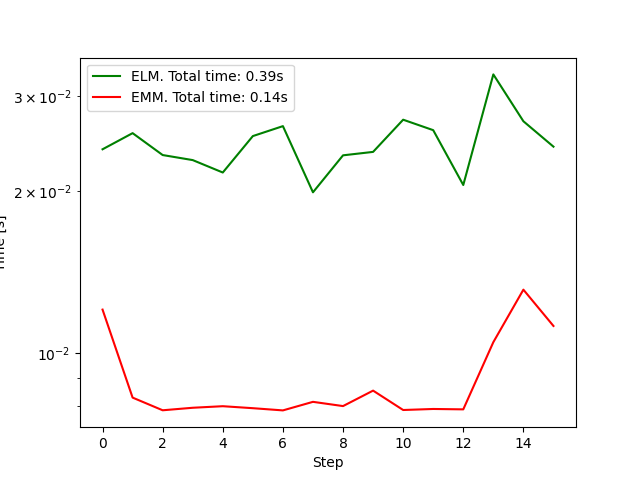 ELM. Total time: 0.39s
EMM. Total time: 0.14s
3 × 10⁻²
2 × 10⁻²
10⁻²
0 2 4 6 8 10 12 14
Step